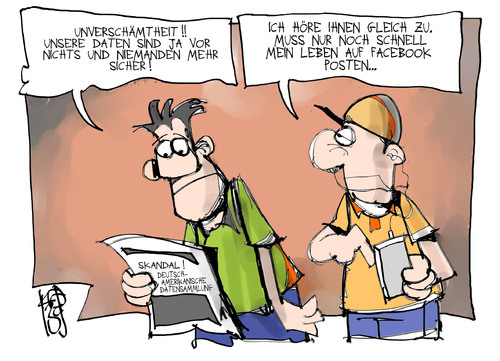 UNVERSCHÄMTHEIT!!
UNSERE DATEN SIND JA VOR
NICHTS UND NIEMANDEN MEHR
SICHER!
ICH HÖRE IHNEN GLEICH ZU.
MUSS NUR NOCH SCHNELL
MEIN LEBEN AUF FACEBOOK
POSTEN...
SKANDAL!
DEUTSCH-
AMERIKANISCHE
DATENSAMMLUNG